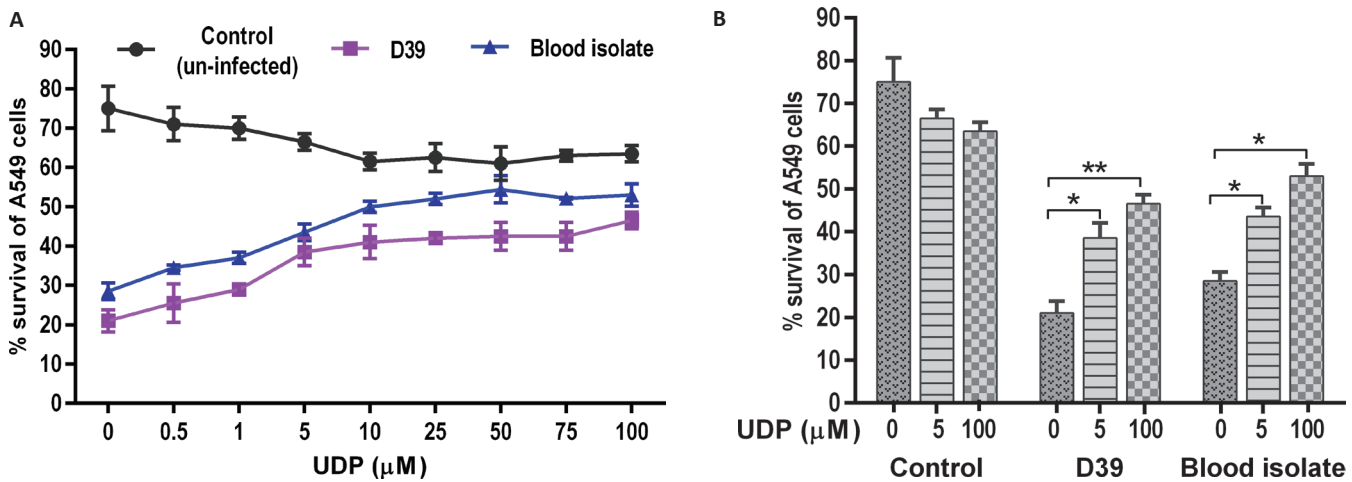 A
Control
(un-infected)
D39
Blood isolate
% survival of A549 cells
90
80
70
60
50
40
30
20
10
0
0 0.5 1 5 10 25 50 75 100
UDP (μM)
B
% survival of A549 cells
90
80
70
60
50
40
30
20
10
0
**
*
*
*
UDP (μM) 0 5 100 0 5 100 0 5 100
Control D39 Blood isolate